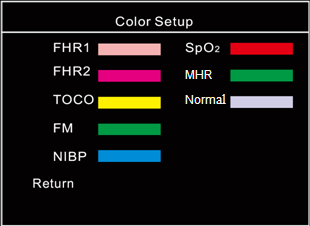 Color Setup
FHR1 SpO₂
FHR2 MHR
TOCO Normal
FM
NIBP
Return